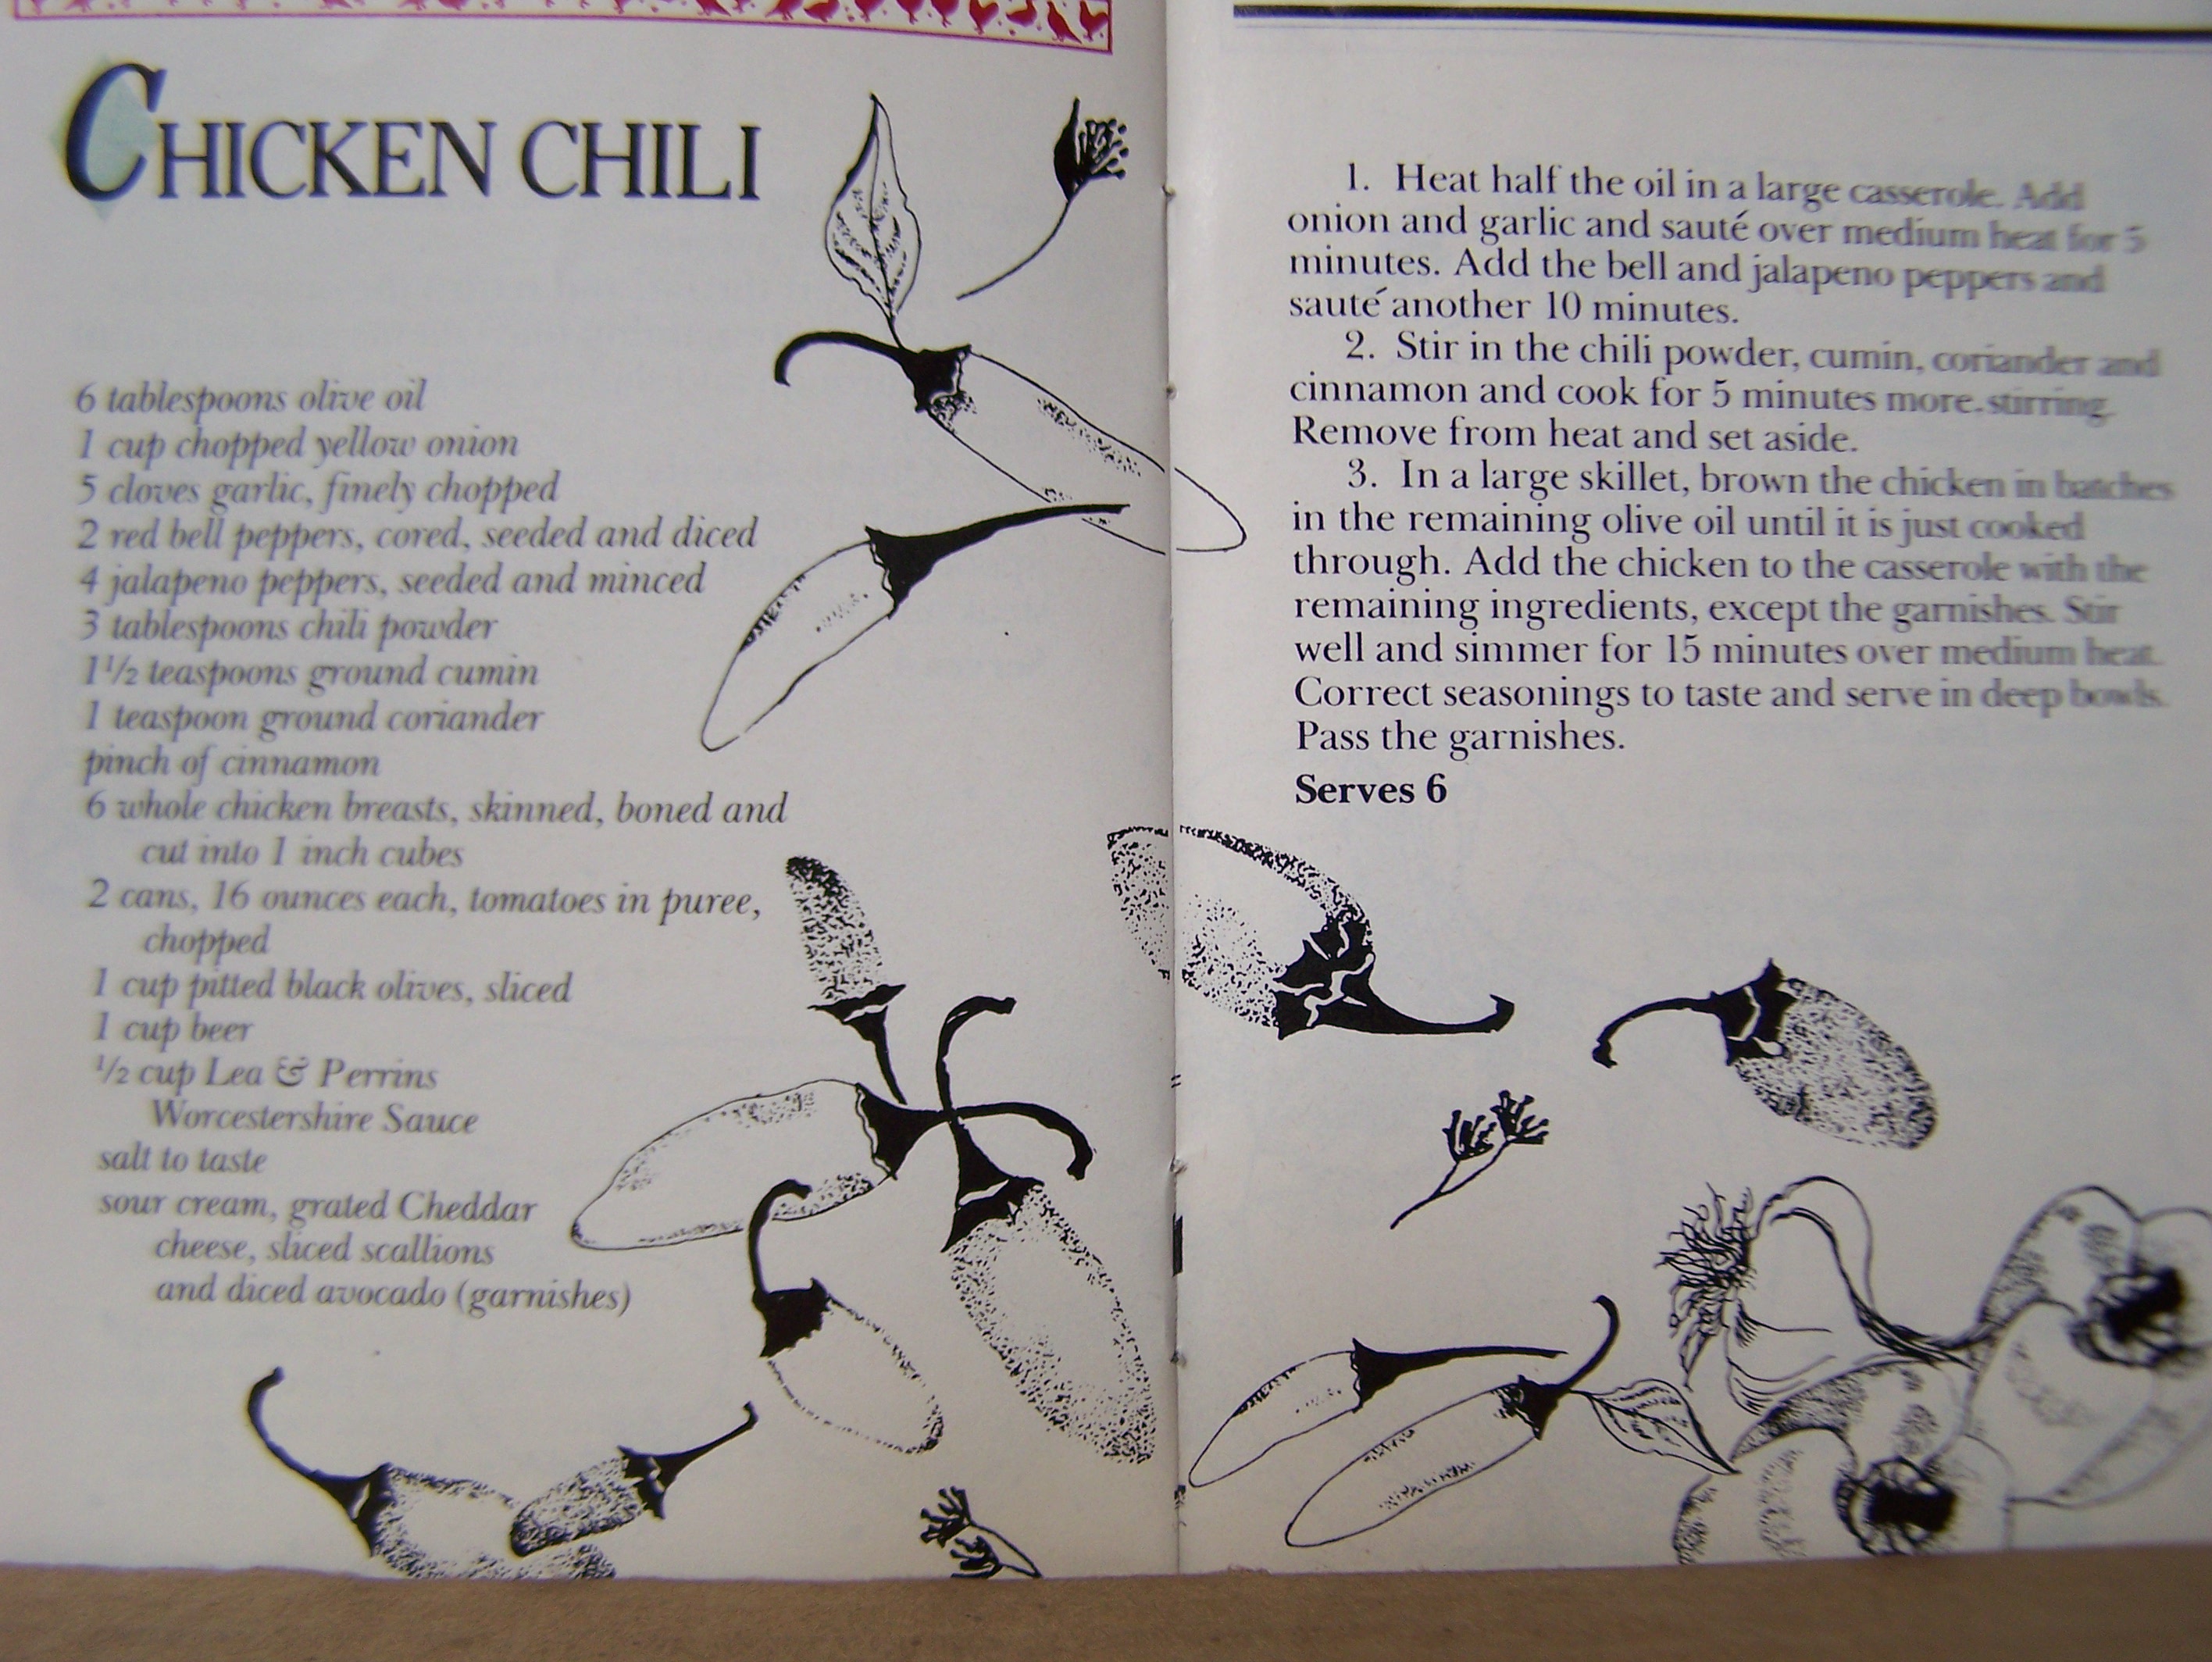 CHICKEN CHILI
6 tablespoons olive oil
1 cup chopped yellow onion
5 cloves garlic, finely chopped
2 red bell peppers, cored, seeded and diced
4 jalapeno peppers, seeded and minced
3 tablespoons chili powder
1 1/2 teaspoons ground cumin
1 teaspoon ground coriander
pinch of cinnamon
6 whole chicken breasts, skinned, boned and
cut into 1 inch cubes
2 cans, 16 ounces each, tomatoes in puree,
chopped
1 cup pitted black olives, sliced
1 cup beer
1/2 cup Lea & Perrins
Worcestershire Sauce
salt to taste
sour cream, grated Cheddar
cheese, sliced scallions
and diced avocado (garnishes)
1. Heat half the oil in a large casserole. Add
onion and garlic and sauté over medium heat for 5
minutes. Add the bell and jalapeno peppers and
sauté another 10 minutes.
2. Stir in the chili powder, cumin, coriander and
cinnamon and cook for 5 minutes more, stirring.
Remove from heat and set aside.
3. In a large skillet, brown the chicken in batches
in the remaining olive oil until it is just cooked
through. Add the chicken to the casserole with the
remaining ingredients, except the garnishes. Stir
well and simmer for 15 minutes over medium heat.
Correct seasonings to taste and serve in deep bowls.
Pass the garnishes.
Serves 6